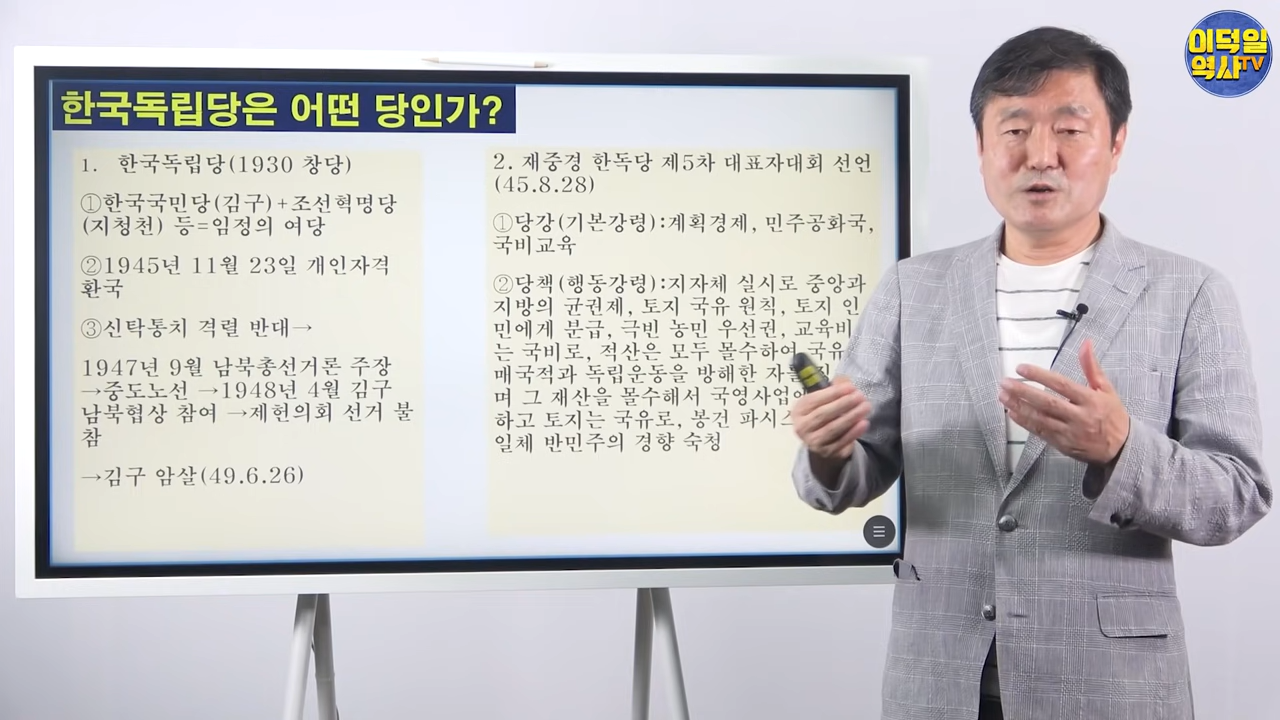 한국독립당은 어떤 당인가?
1. 한국독립당(1930 창당)
①한국국민당(김구)+조선혁명당
(지청천) 등=임정의 여당
②1945년 11월 23일 개인자격
환국
③신탁통치 격렬 반대→
1947년 9월 남북총선거론 주장
→중도노선 →1948년 4월 김구
남북협상 참여 →제헌의회 선거 불
참
→김구 암살(49.6.26)
2. 재중경 한독당 제5차 대표자대회 선언
(45.8.28)
①당강(기본강령):계획경제, 민주공화국,
국비교육
②당책(행동강령):지자체 실시로 중앙과
지방의 균권제, 토지 국유 원칙, 토지 인
민에게 분급, 극빈 농민 우선권, 교육비
는 국비로, 적산은 모두 몰수하여 국유
매국적과 독립운동을 방해한 자를
며 그 재산을 몰수해서 국영사업에
하고 토지는 국유로, 봉건 파시스
일체 반민주의 경향 숙청
이덕일
역사TV